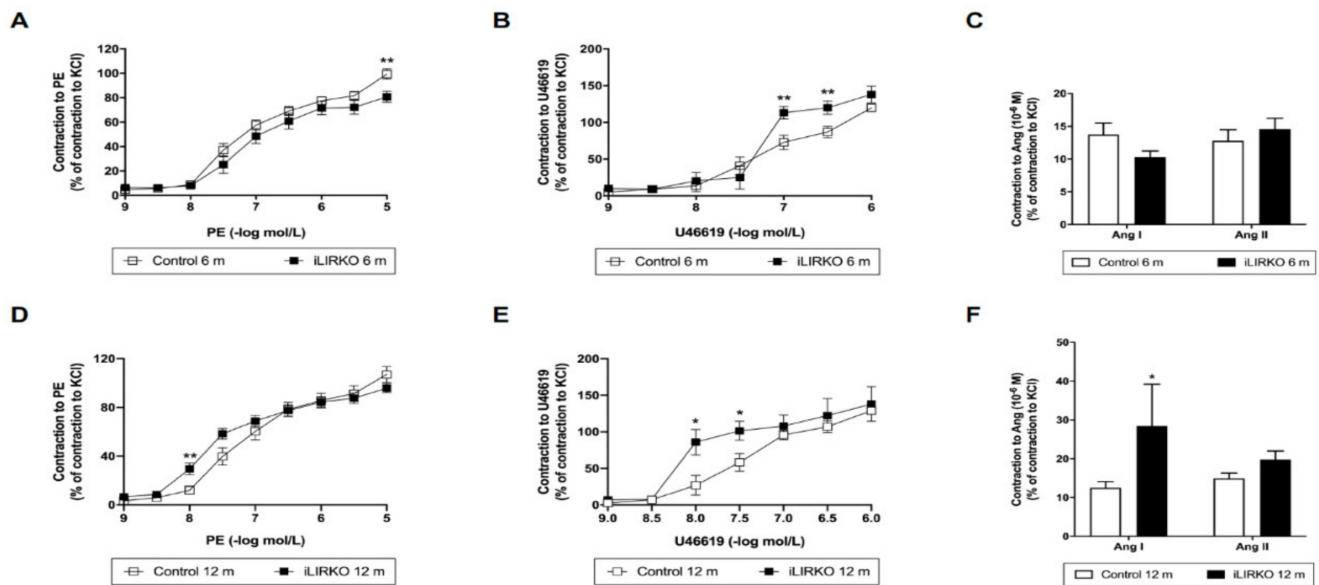 A
Contraction to PE
(% of contraction to KCl)
120
100
80
60
40
20
0
9
8
7
6
5
**
PE (-log mol/L)
Control 6 m
iLIRKO 6 m
B
Contraction to U46619
(% of contraction to KCl)
200
150
100
50
0
9
8
7
6
**
**
U46619 (-log mol/L)
Control 6 m
iLIRKO 6 m
C
Contraction to Ang (10-6 M)
(% of contraction to KCl)
20
15
10
5
0
Ang I
Ang II
Control 6 m
iLIRKO 6 m
D
Contraction to PE
(% of contraction to KCl)
120
80
40
0
9
8
7
6
5
**
PE (-log mol/L)
Control 12 m
iLIRKO 12 m
E
Contraction to U46619
(% of contraction to KCl)
200
150
100
50
0
9.0
8.5
8.0
7.5
7.0
6.5
6.0
*
*
U46619 (-log mol/L)
Control 12 m
iLIRKO 12 m
F
Contraction to Ang (10-6 M)
(% of contraction to KCl)
50
40
30
20
10
0
*
Ang I
Ang II
Control 12 m
iLIRKO 12 m